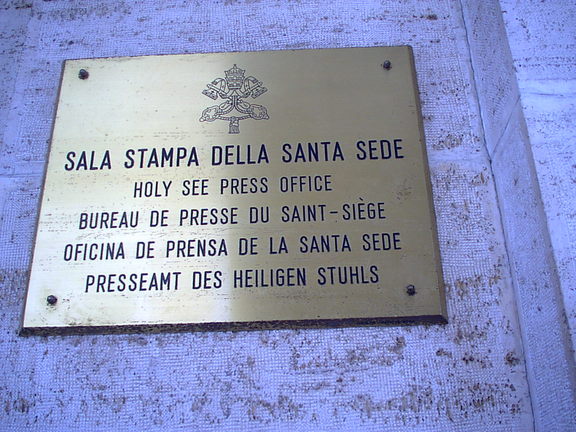 SALA STAMPA DELLA SANTA SEDE
HOLY SEE PRESS OFFICE
BUREAU DE PRESSE DU SAINT-SIÈGE
OFICINA DE PRENSA DE LA SANTA SEDE
PRESSEAMT DES HEILIGEN STUHLS